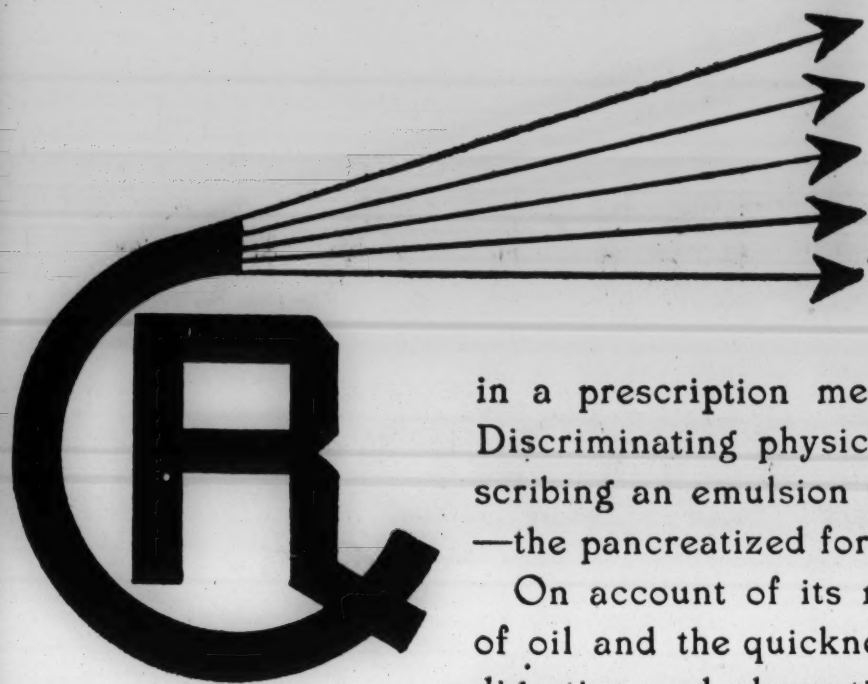 ℞
in a prescription me
Discriminating physic
scribing an emulsion
—the pancreatized for
On account of its r
of oil and the quickne